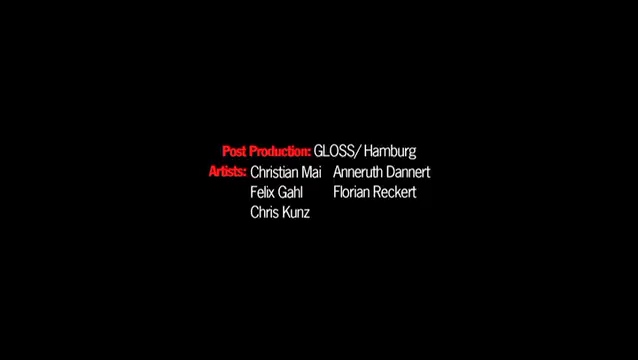 Post Production: GLOSS/ Hamburg
Artists: Christian Mai Anneruth Dannert
Felix Gahl Florian Reckert
Chris Kunz